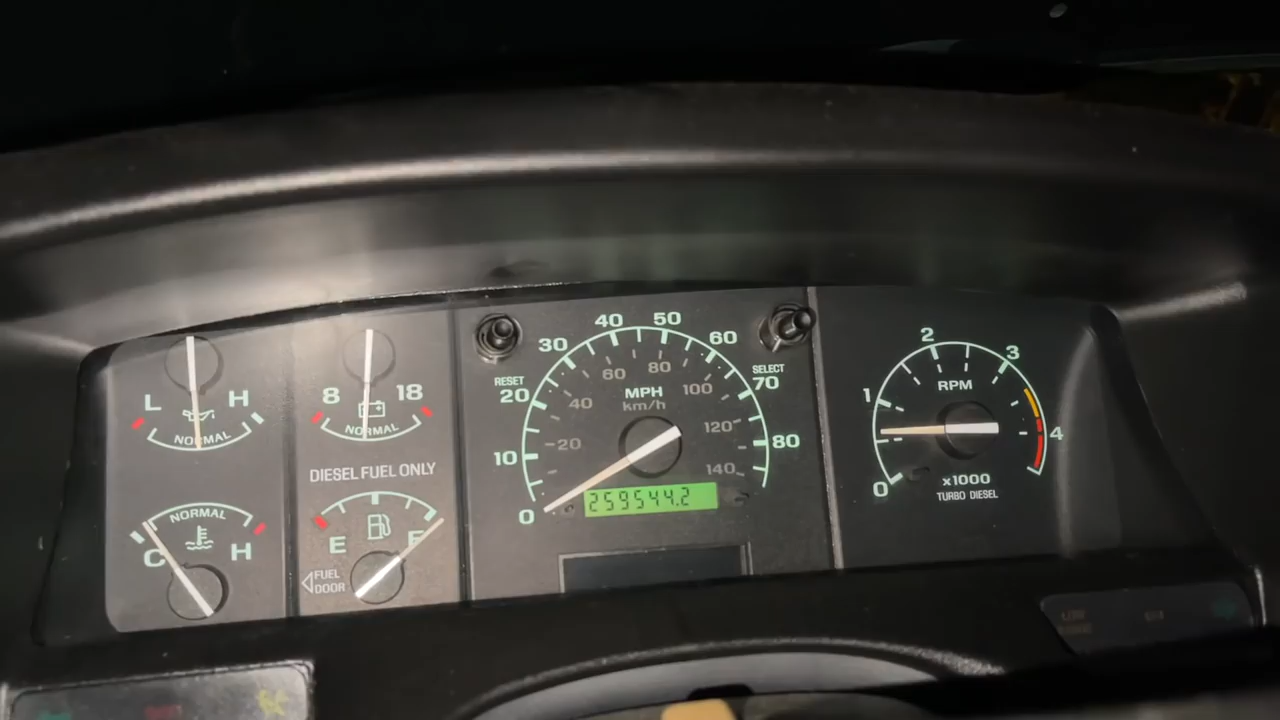 L H
NORMAL
8 18
NORMAL
DIESEL FUEL ONLY
NORMAL
C H
E F
FUEL
DOOR
RESET
SELECT
0 10 20 30 40 50 60 70 80
20 40 60 80 100 120 140
MPH
km/h
259544.2
0 1 2 3 4
RPM
x1000
TURBO DIESEL